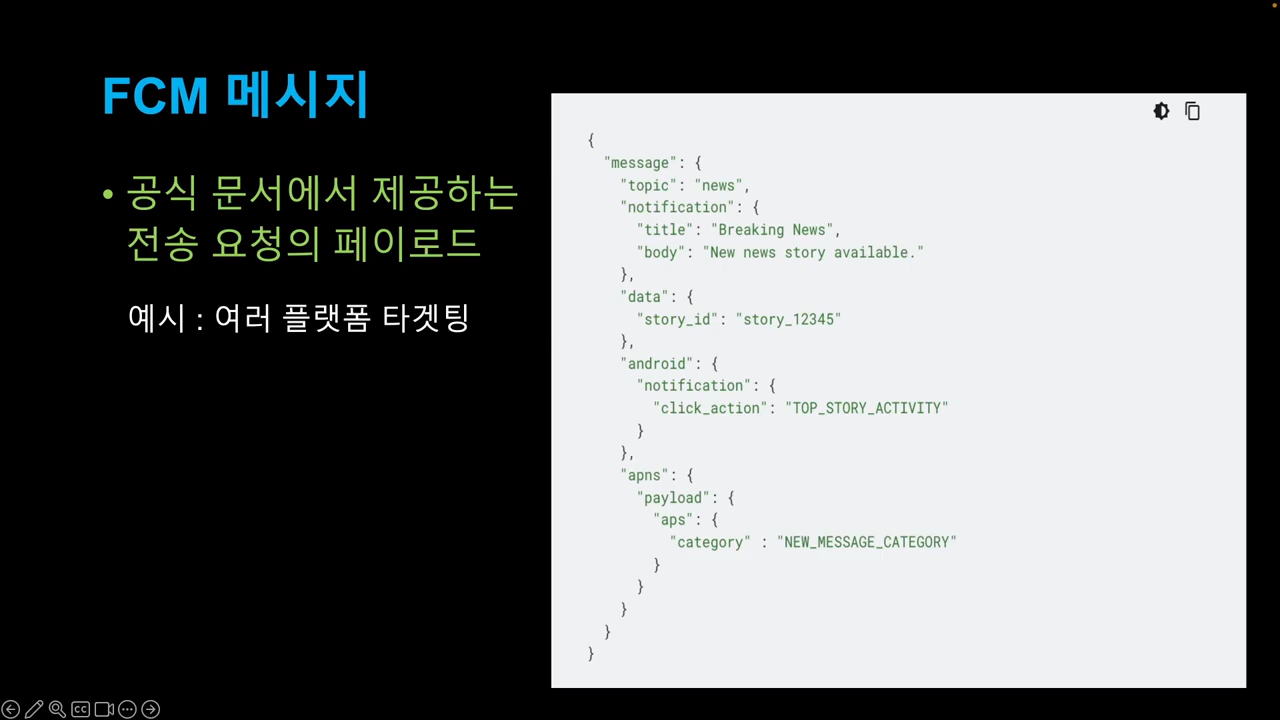 FCM 메시지
• 공식 문서에서 제공하는
전송 요청의 페이로드
예시 : 여러 플랫폼 타겟팅
{
"message": {
"topic": "news",
"notification": {
"title": "Breaking News",
"body": "New news story available."
},
"data": {
"story_id": "story_12345"
},
"android": {
"notification": {
"click_action": "TOP_STORY_ACTIVITY"
}
},
"apns": {
"payload": {
"aps": {
"category" : "NEW_MESSAGE_CATEGORY"
}
}
}
}
}
CC